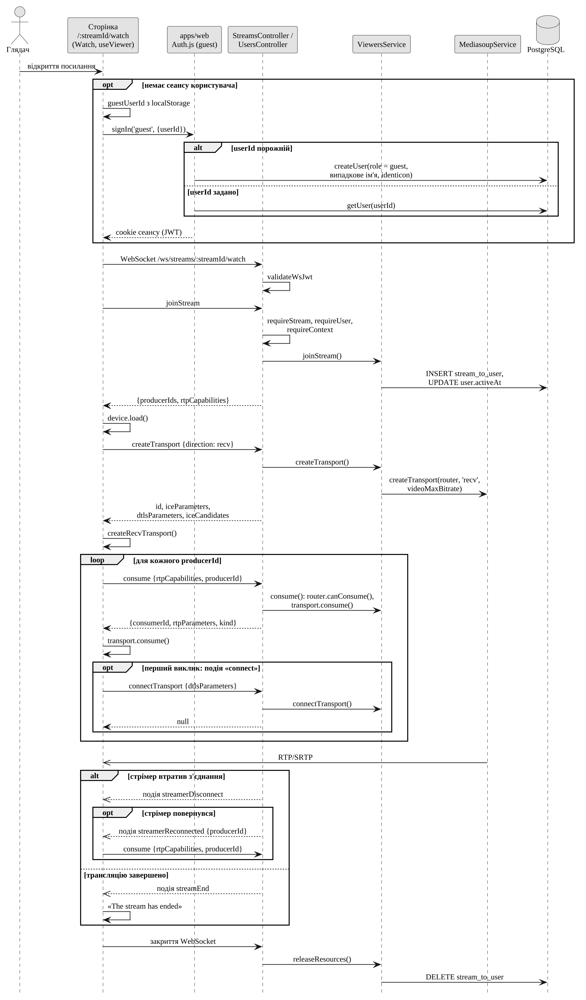 Глядач
Сторінка
/:streamId/watch
(Watch, useViewer)
apps/web
Auth.js (guest)
StreamsController /
UsersController
ViewersService
MediasoupService
PostgreSQL
відкриття посилання
opt
[немає сеансу користувача]
guestUserId з localStorage
signIn('guest', {userId})
alt
[userId порожній]
createUser(role = guest,
випадкове ім'я, identicon)
[userId задано]
getUser(userId)
cookie сеансу (JWT)
WebSocket /ws/streams/:streamId/watch
validateWsJwt
joinStream
requireStream, requireUser,
requireContext
joinStream()
INSERT stream_to_user,
UPDATE user.activeAt
{producerIds, rtpCapabilities}
device.load()
createTransport {direction: recv}
createTransport()
createTransport(router, 'recv',
videoMaxBitrate)
id, iceParameters,
dtlsParameters, iceCandidates
createRecvTransport()
loop
[для кожного producerId]
consume {rtpCapabilities, producerId}
consume(): router.canConsume(),
transport.consume()
{consumerId, rtpParameters, kind}
transport.consume()
opt
[перший виклик: подія «connect»]
connectTransport {dtlsParameters}
connectTransport()
null
RTP/SRTP
alt
[стрімер втратив з'єднання]
подія streamerDisconnect
opt
[стрімер повернувся]
подія streamerReconnected {producerId}
consume {rtpCapabilities, producerId}
[трансляцію завершено]
подія streamEnd
«The stream has ended»
закриття WebSocket
releaseResources()
DELETE stream_to_user